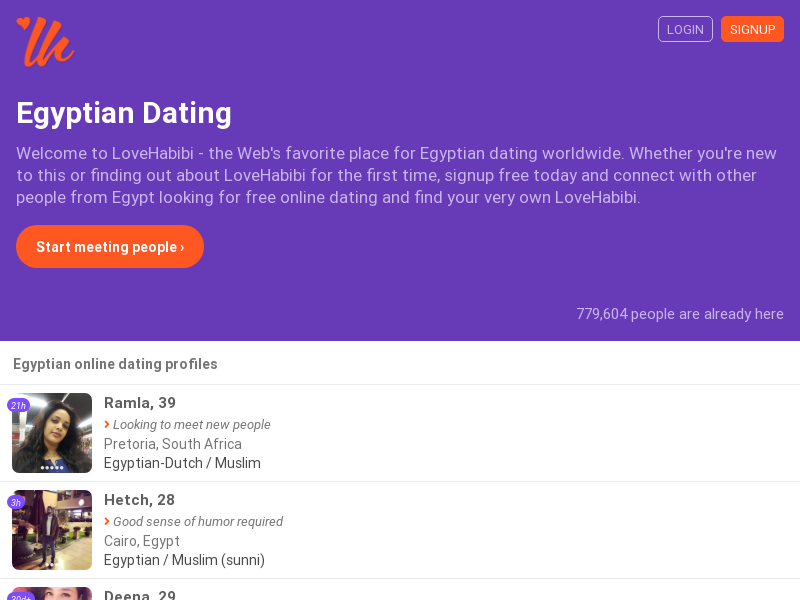 lh
LOGIN
SIGNUP
Egyptian Dating
Welcome to LoveHabibi - the Web's favorite place for Egyptian dating worldwide. Whether you're new
to this or finding out about LoveHabibi for the first time, signup free today and connect with other
people from Egypt looking for free online dating and find your very own LoveHabibi.
Start meeting people ›
779,604 people are already here
Egyptian online dating profiles
21h
Ramla, 39
Looking to meet new people
Pretoria, South Africa
Egyptian-Dutch / Muslim
3h
Hetch, 28
Good sense of humor required
Cairo, Egypt
Egyptian / Muslim (sunni)
30d+
Deena, 29